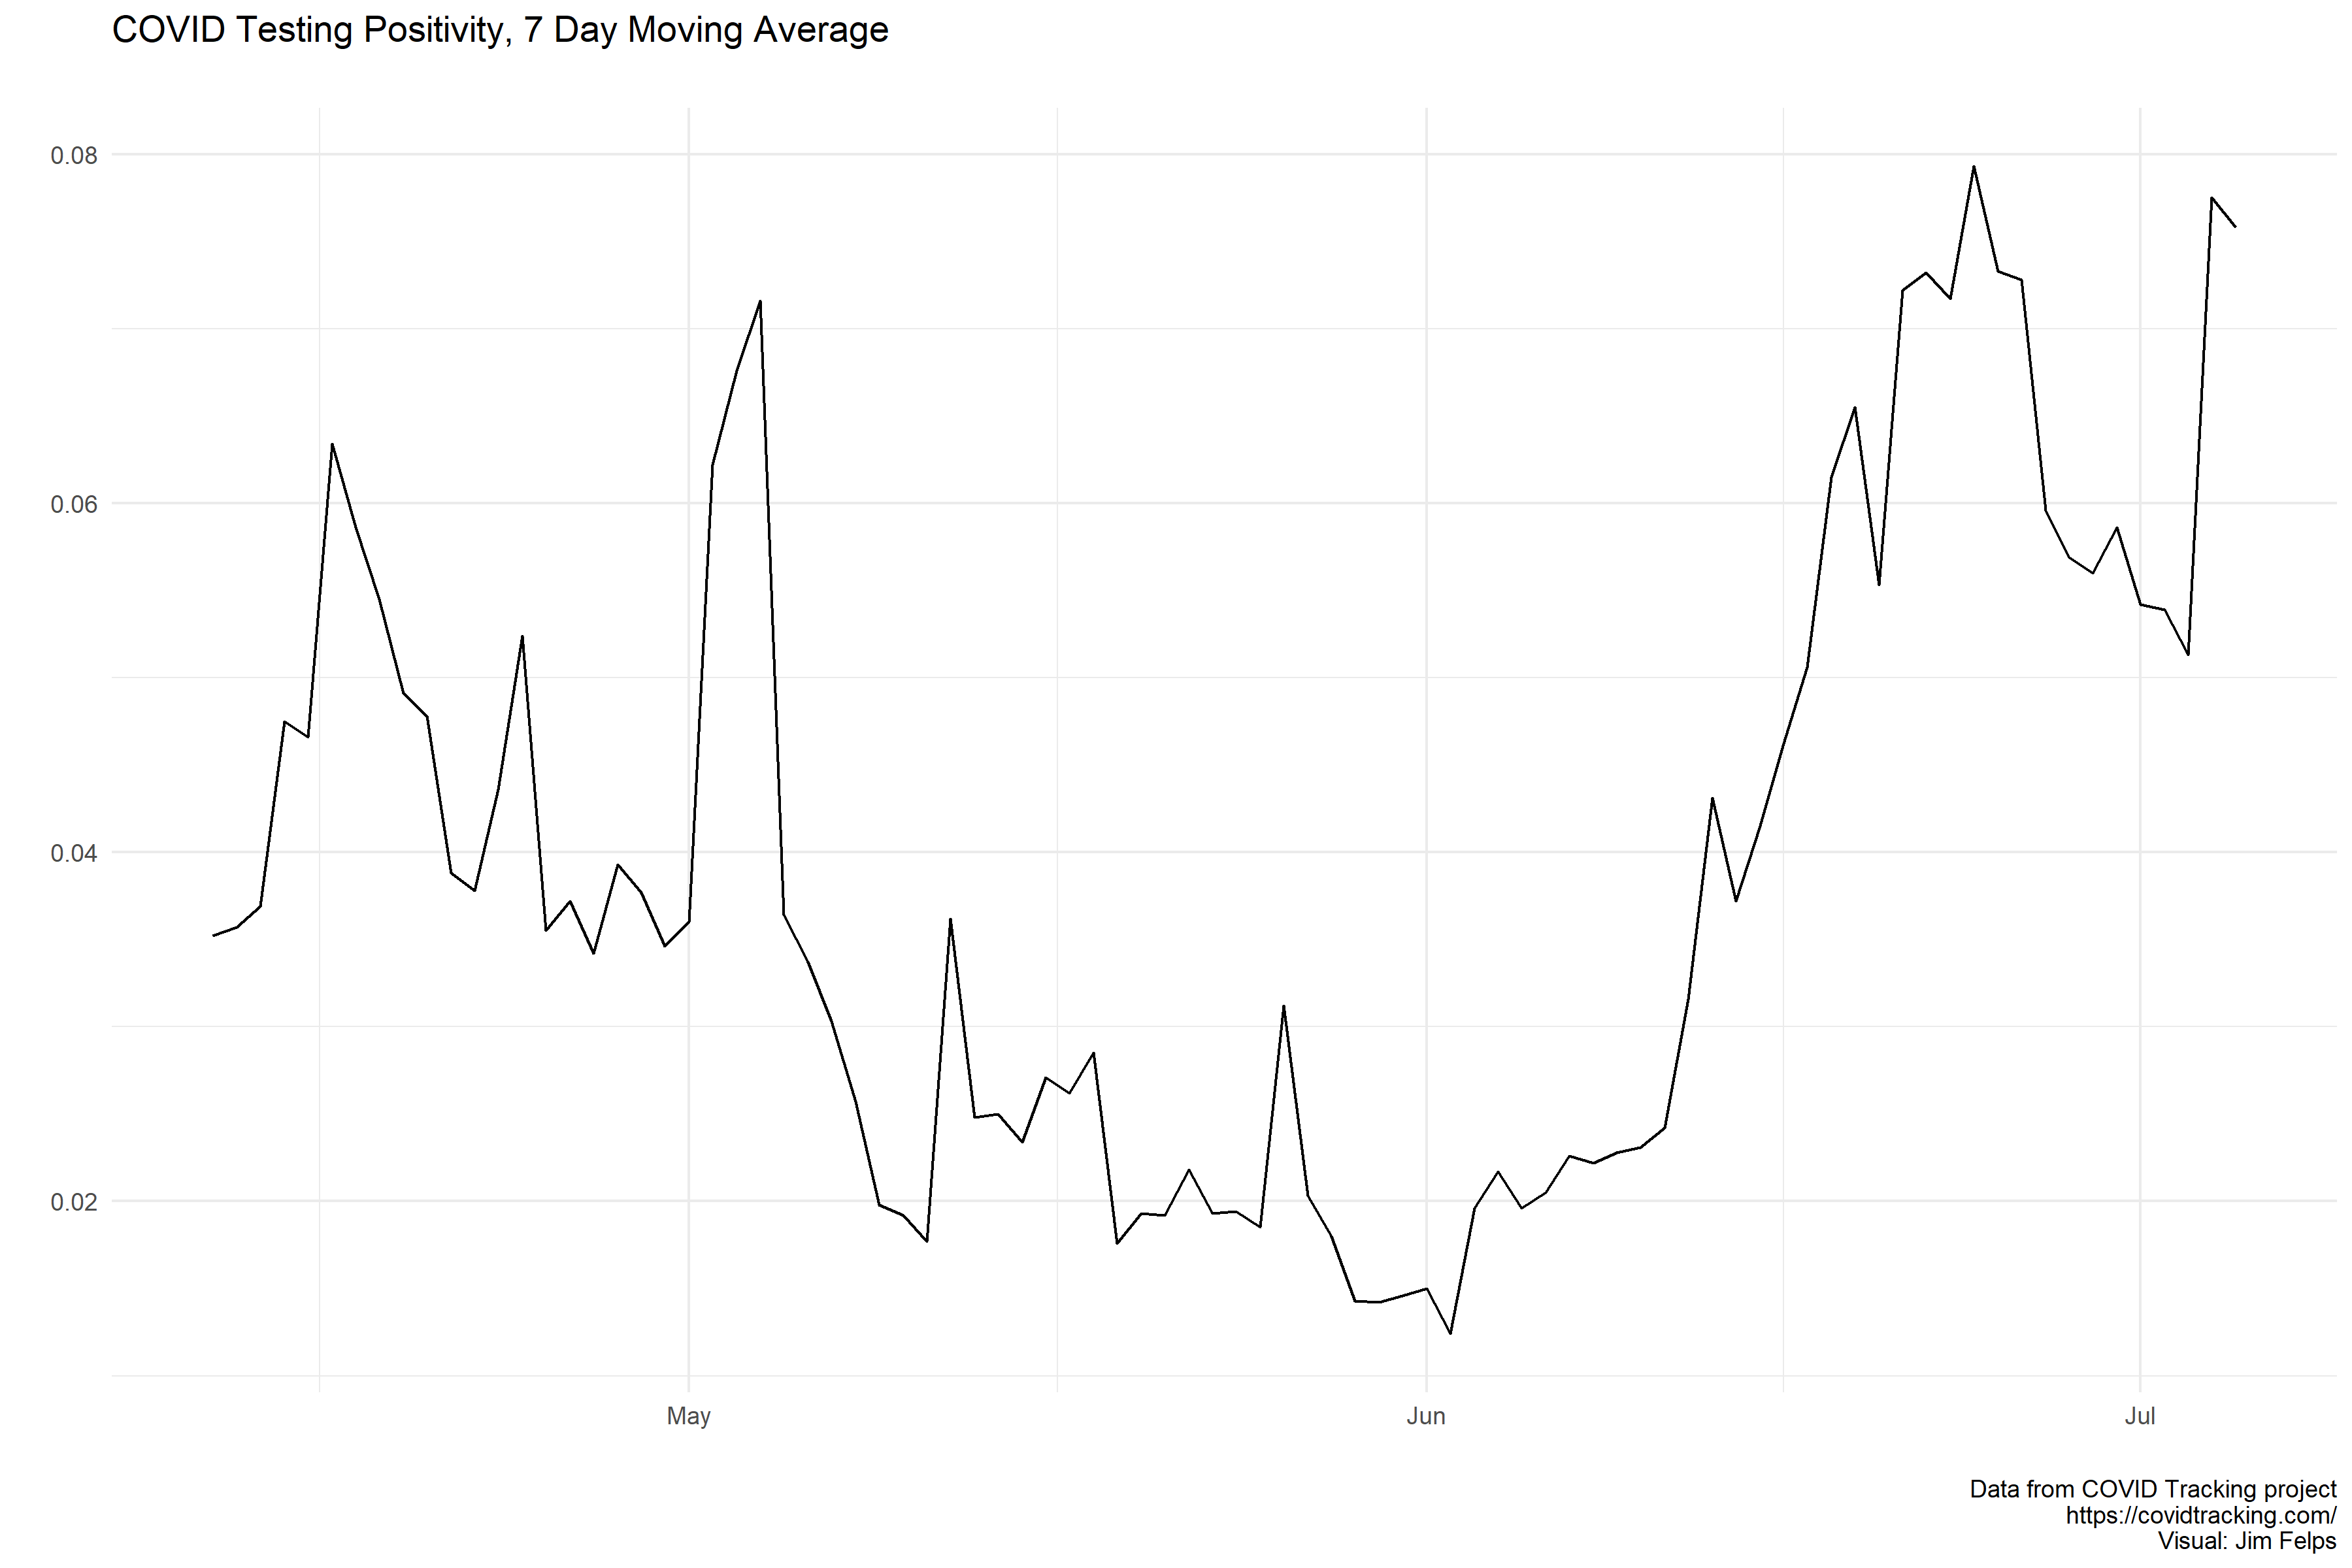 COVID Testing Positivity, 7 Day Moving Average
0.08
0.06
0.04
0.02
May
Jun
Jul
Data from COVID Tracking project
https://covidtracking.com/
Visual: Jim Felps